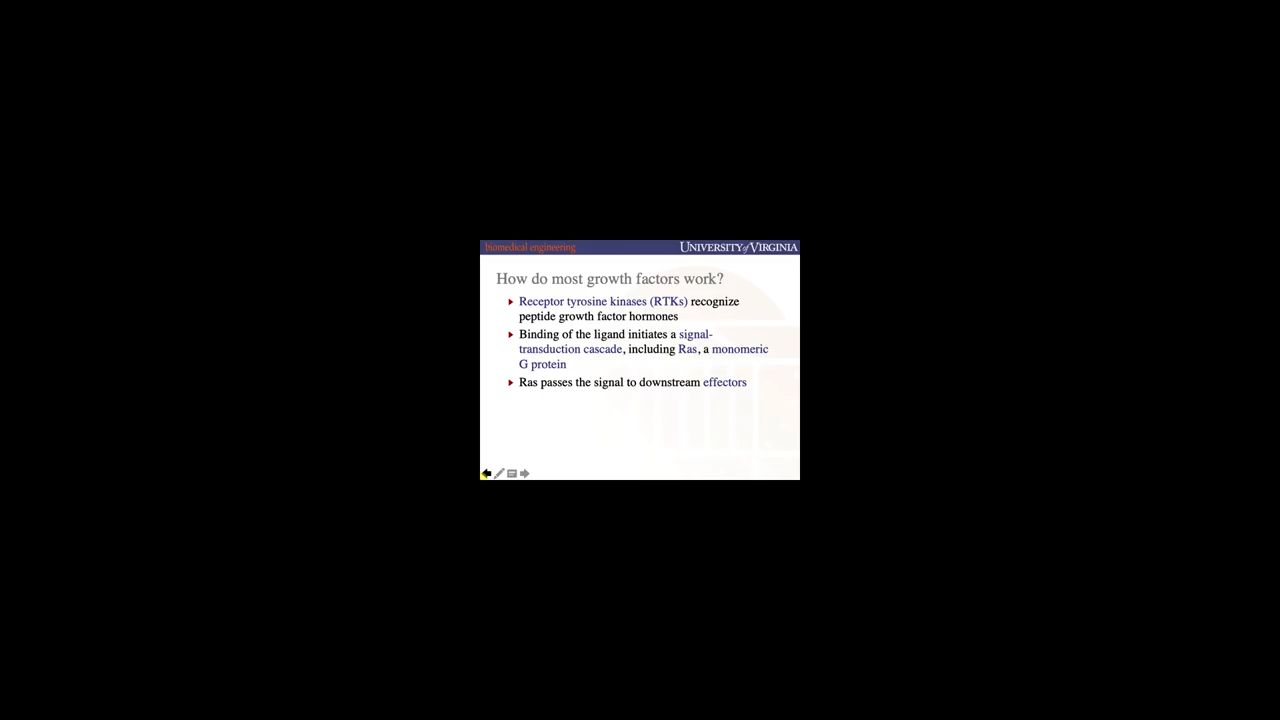 biomedical engineering
UNIVERSITY of VIRGINIA
How do most growth factors work?
Receptor tyrosine kinases (RTKs) recognize
peptide growth factor hormones
Binding of the ligand initiates a signal-
transduction cascade, including Ras, a monomeric
G protein
Ras passes the signal to downstream effectors